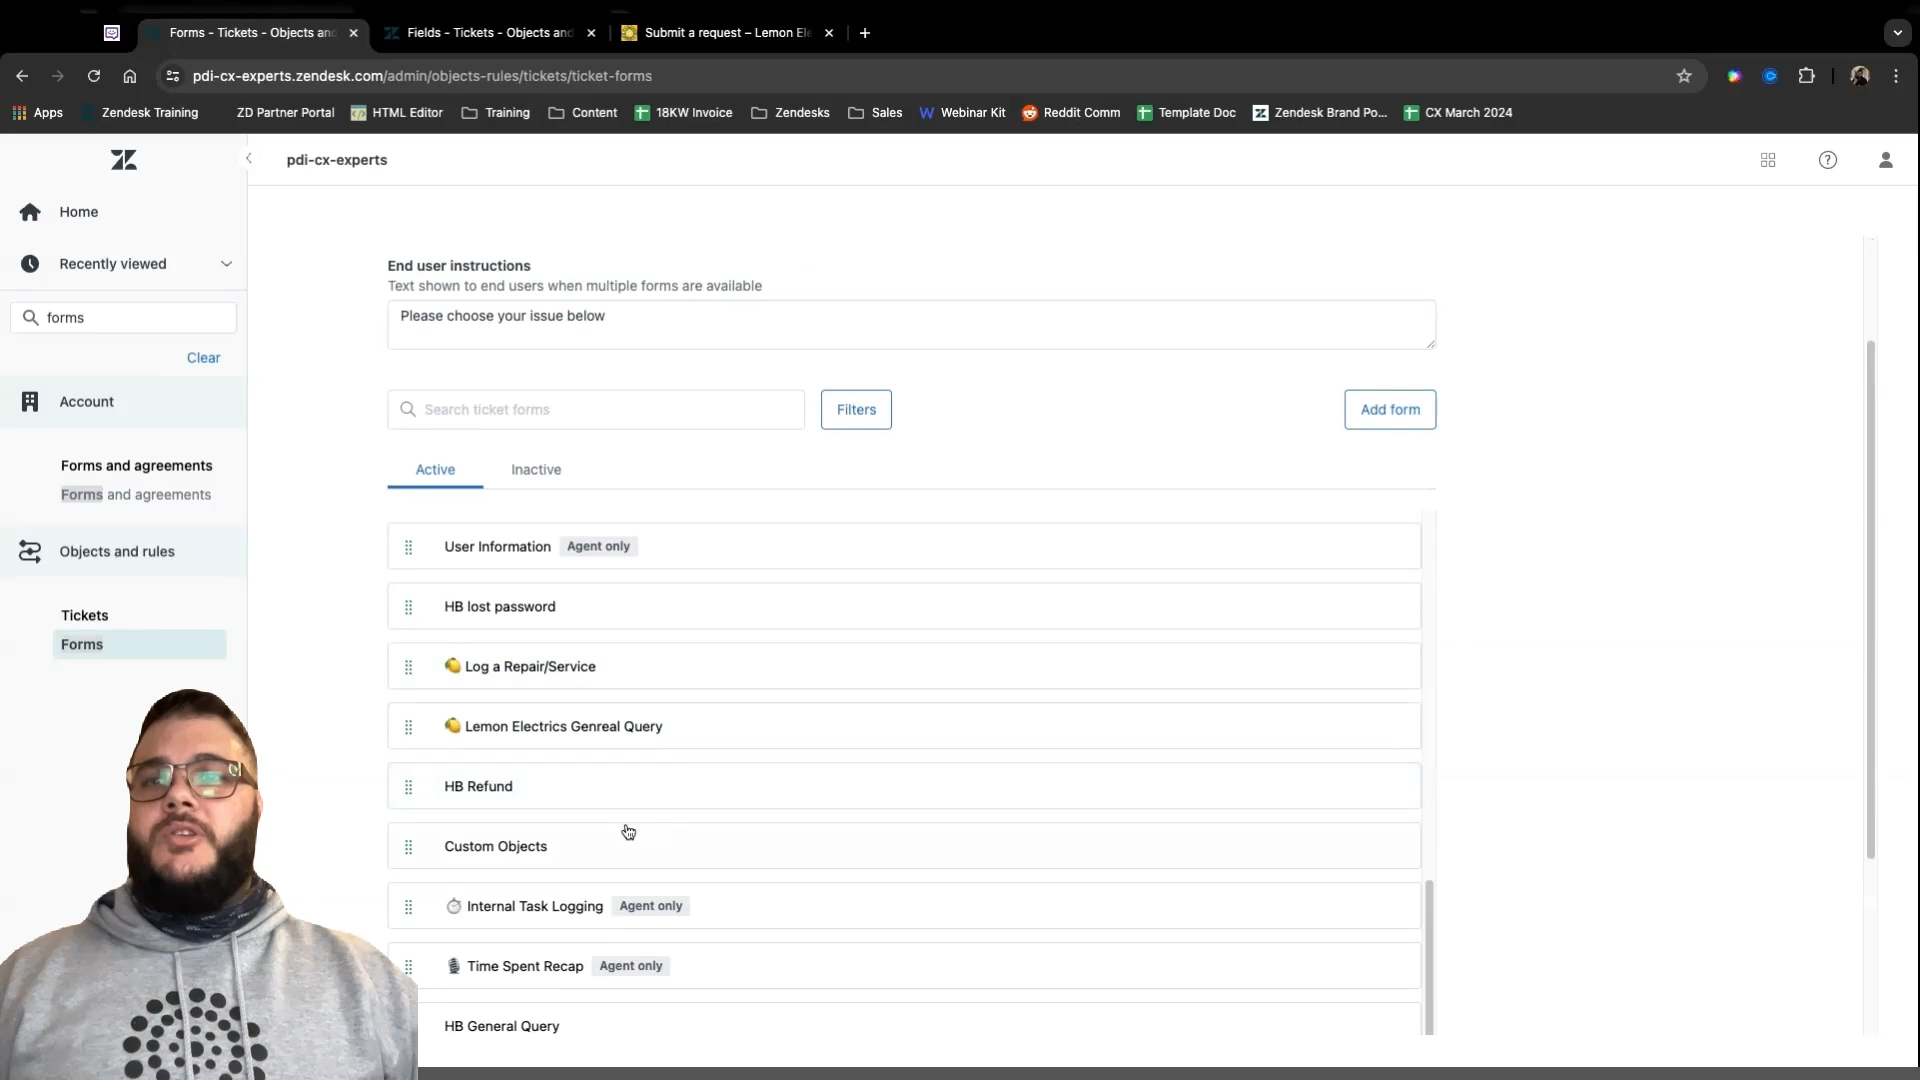 Forms - Tickets - Objects and
Fields - Tickets - Objects and
Submit a request – Lemon Ele
pdi-cx-experts.zendesk.com/admin/objects-rules/tickets/ticket-forms
Apps
Zendesk Training
ZD Partner Portal
HTML Editor
Training
Content
18KW Invoice
Zendesks
Sales
Webinar Kit
Reddit Comm
Template Doc
Zendesk Brand Po...
CX March 2024
pdi-cx-experts
Home
Recently viewed
forms
Clear
Account
Forms and agreements
Forms and agreements
Objects and rules
Tickets
Forms
End user instructions
Text shown to end users when multiple forms are available
Please choose your issue below
Search ticket forms
Filters
Add form
Active
Inactive
User Information Agent only
HB lost password
🍋 Log a Repair/Service
🍋 Lemon Electrics Genreal Query
HB Refund
Custom Objects
⏱️ Internal Task Logging Agent only
🎙️ Time Spent Recap Agent only
HB General Query